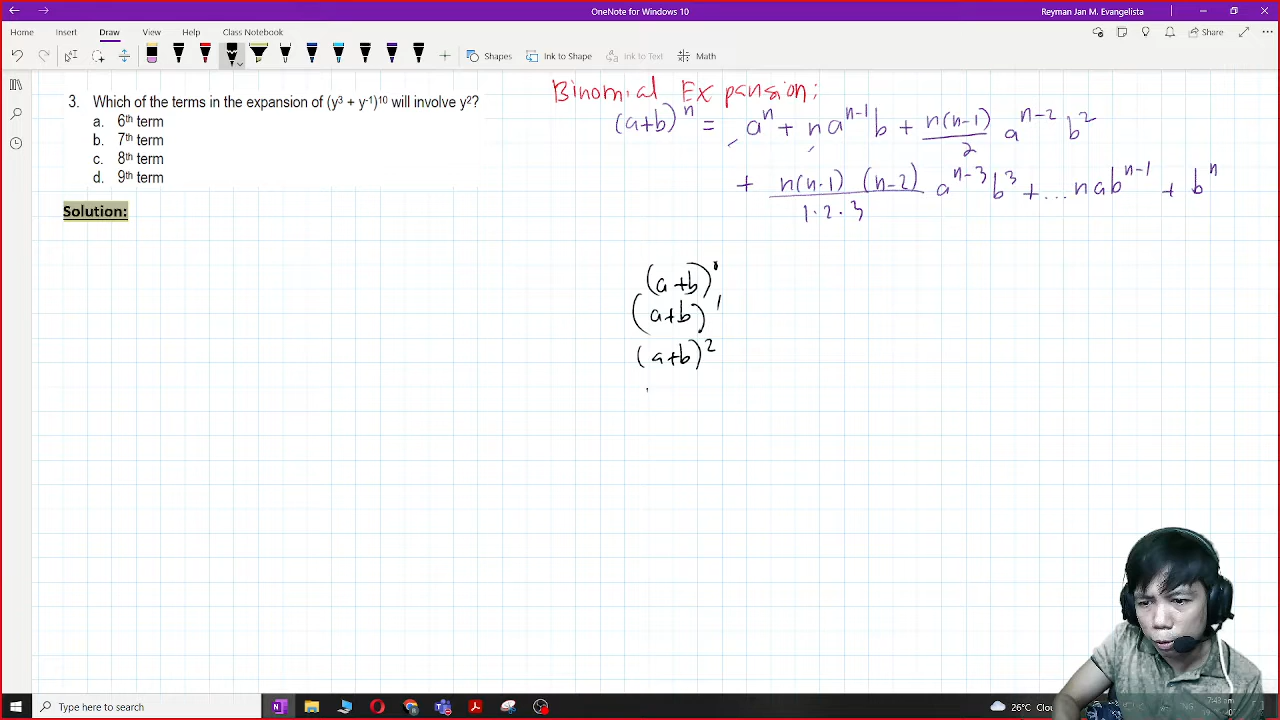 OneNote for Windows 10
Reyman Jan M. Evangelista
Home Insert Draw View Help Class Notebook
Share
Shapes Ink to Shape Ink to Text Math
3. Which of the terms in the expansion of (y³ + y⁻¹)¹⁰ will involve y²?
a. 6th term
b. 7th term
c. 8th term
d. 9th term
Solution:
Binomial Expansion:
(a+b)ⁿ = aⁿ + naⁿ⁻¹b + n(n-1)/2 aⁿ⁻²b²
+ n(n-1)(n-2)/1·2·3 aⁿ⁻³b³ + ... nabⁿ⁻¹ + bⁿ
(a+b)⁰
(a+b)¹
(a+b)²
Type here to search
26°C
7:43